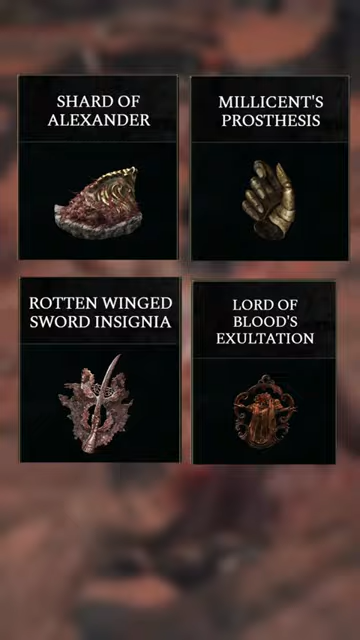 SHARD OF
ALEXANDER
MILLICENT'S
PROSTHESIS
ROTTEN WINGED
SWORD INSIGNIA
LORD OF
BLOOD'S
EXULTATION